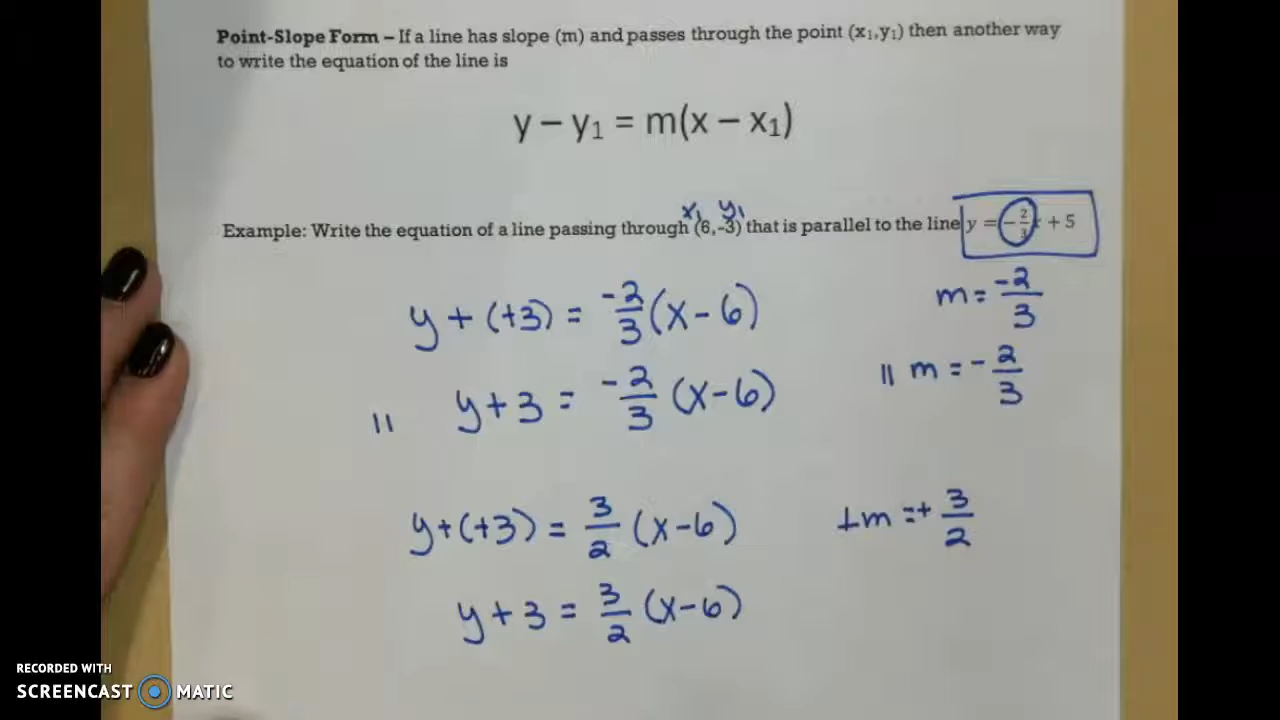 Point-Slope Form – If a line has slope (m) and passes through the point (x₁,y₁) then another way
to write the equation of the line is
y – y₁ = m(x – x₁)
x₁ y₁
Example: Write the equation of a line passing through (6,-3) that is parallel to the line y = -2/3x + 5
y + (+3) = -2/3 (x - 6)
m = -2/3
|| y + 3 = -2/3 (x - 6)
|| m = -2/3
y + (+3) = 3/2 (x - 6)
⊥m = + 3/2
y + 3 = 3/2 (x - 6)
RECORDED WITH
SCREENCAST MATIC